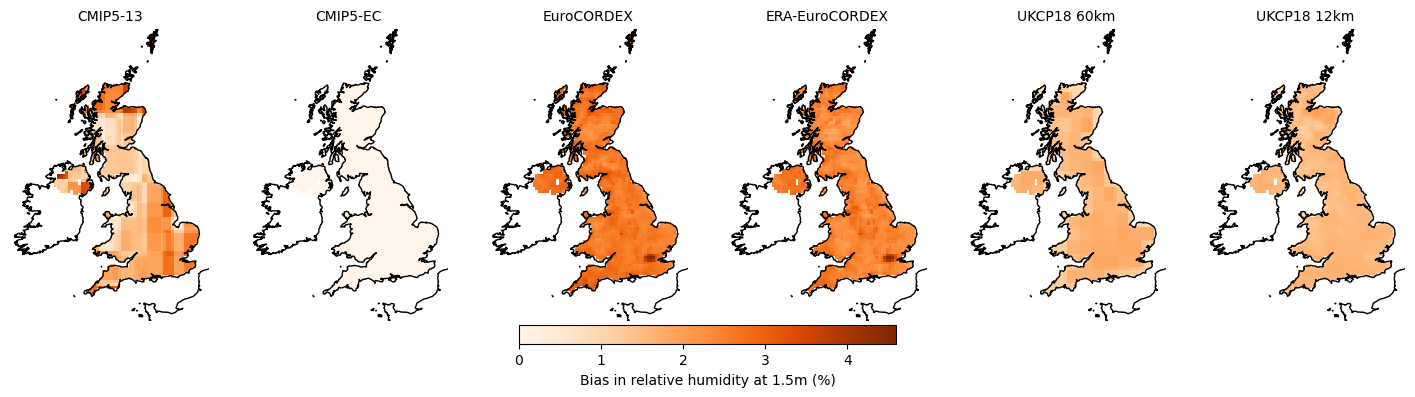 CMIP5-13 CMIP5-EC EuroCORDEX ERA-EuroCORDEX UKCP18 60km UKCP18 12km
0 1 2 3 4
Bias in relative humidity at 1.5m (%)